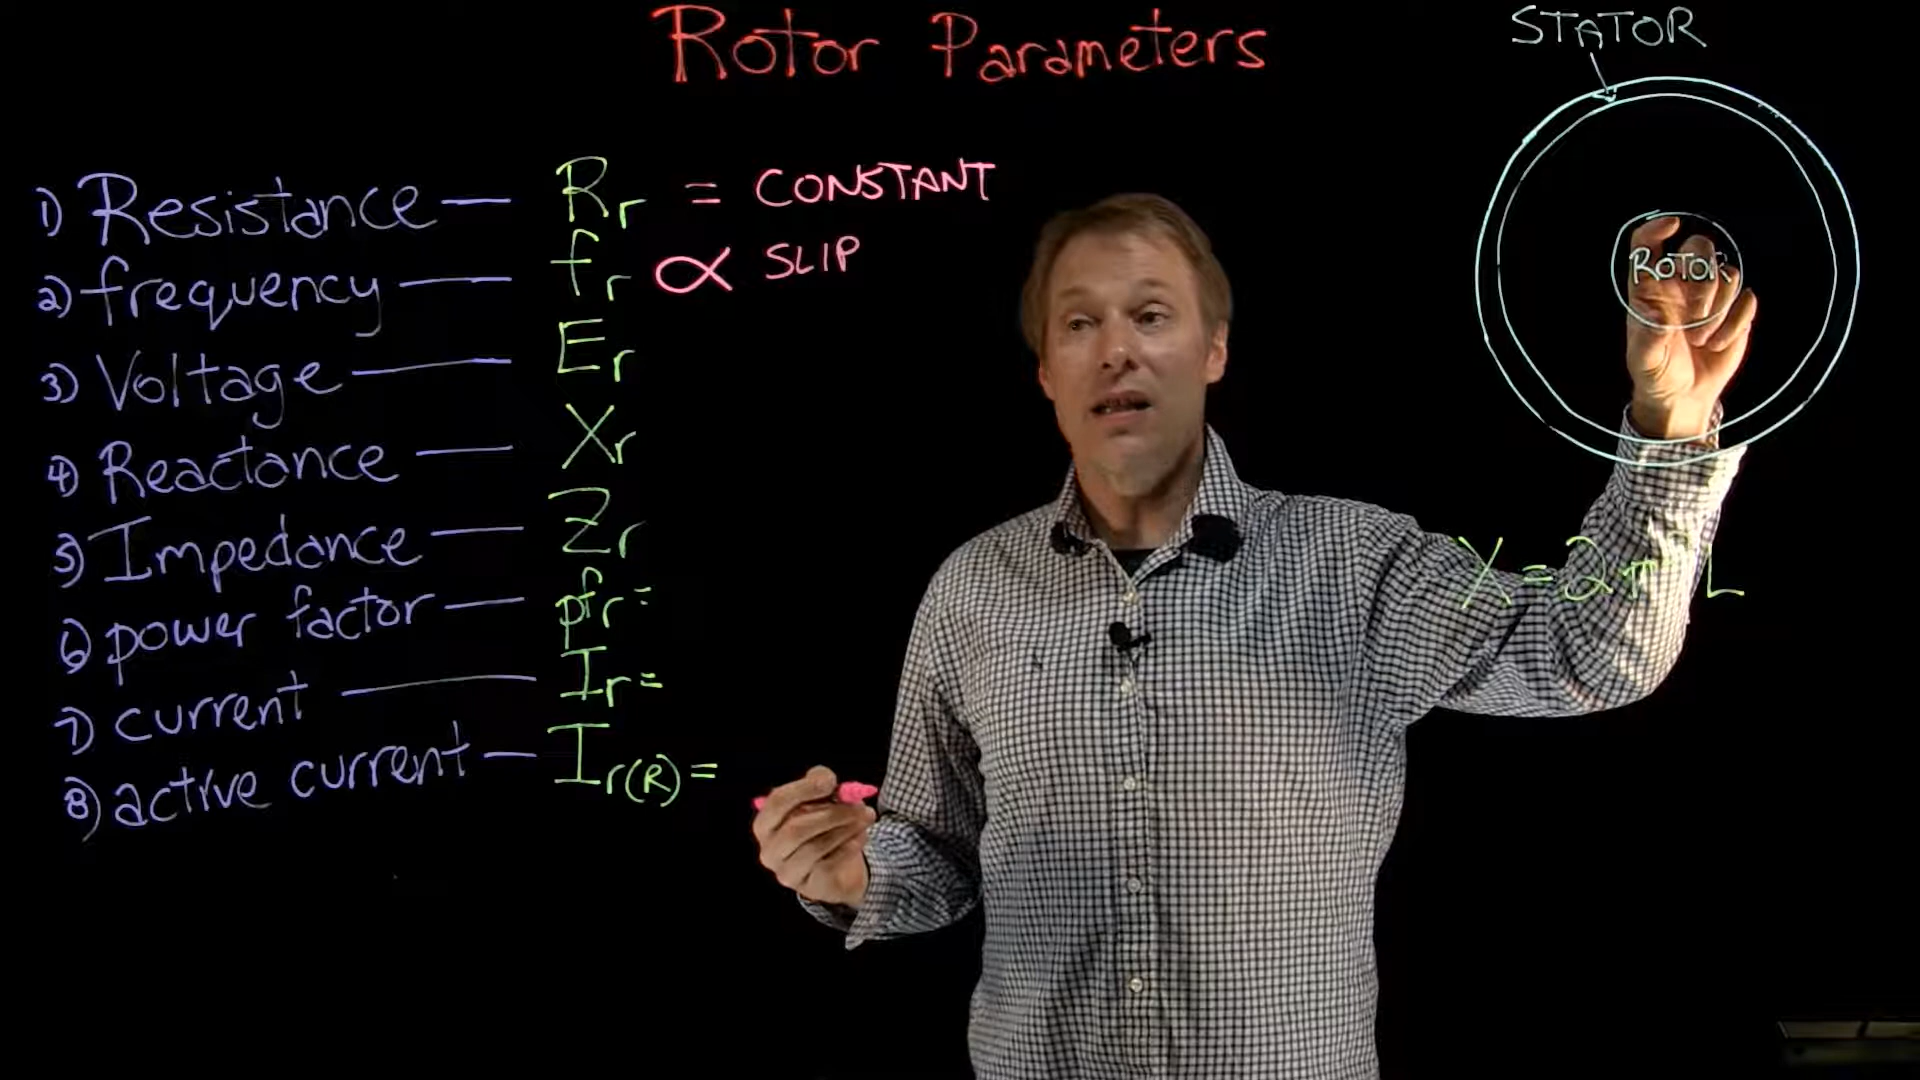 Rotor Parameters
STATOR
ROTOR
1) Resistance — Rr = CONSTANT
2) frequency — fr ∝ SLIP
3) Voltage — Er
4) Reactance — Xr
5) Impedance — Zr
6) power factor — pfr=
7) current — Ir=
8) active current — Ir(R) =
X = 2π L